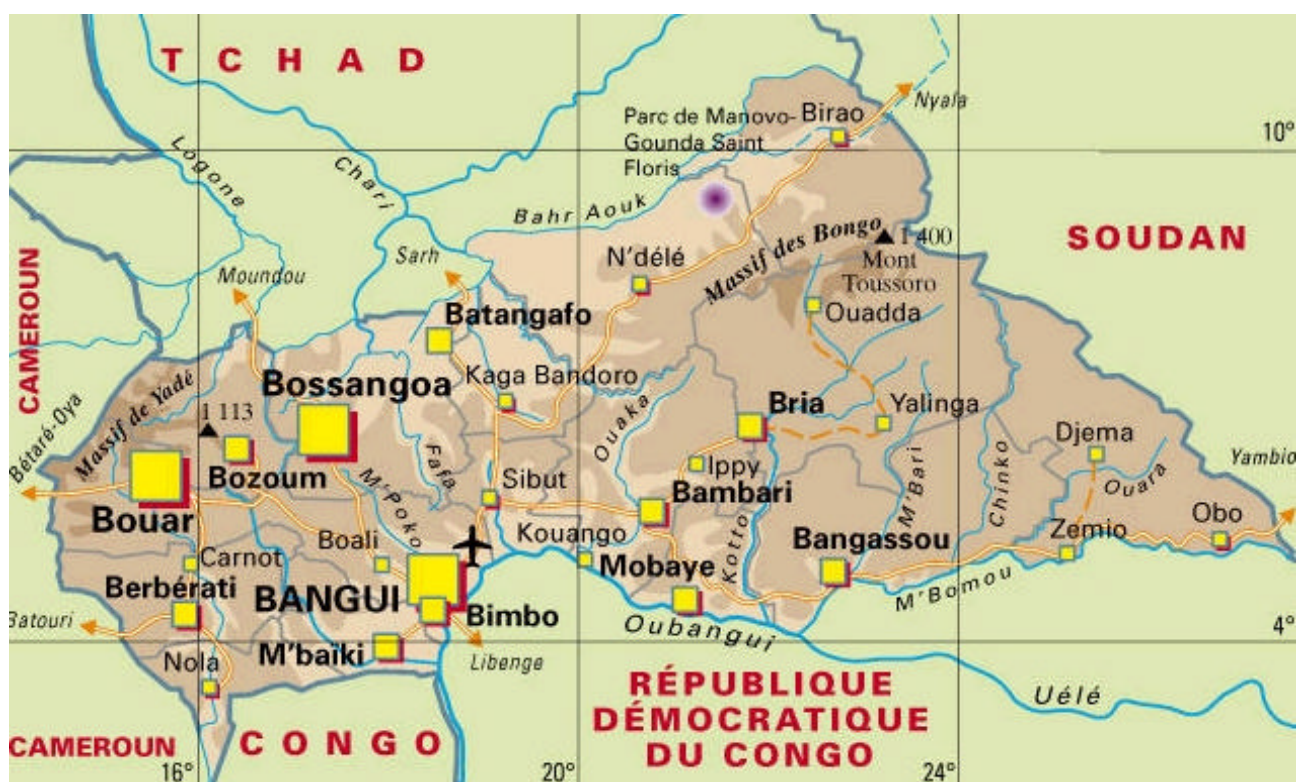 TCHAD
Nyala
Parc de Manovo-
Gounda Saint
Floris
Birao
10°
Logone
Chari
Bahr Aouk
CAMEROUN
Moundou
Sarh
N'délé
Massif des Bongo
1 400
Mont
Toussoro
SOUDAN
Ouadda
Batangafo
Bossangoa
Kaga Bandoro
Massif de Yadé
1 113
Ouaka
Bria
Yalinga
Djema
Bétaré-Oya
Bozoum
Fafa
Ippy
M'Bari
Chinko
Ouara
Yambio
Bouar
M'Poko
Sibut
Bambari
Kotto
Obo
Carnot
Boali
Kouango
Mobaye
Bangassou
Zemio
Berbérati
BANGUI
Bimbo
M'Bomou
Batouri
Oubangui
4°
Nola
M'baïki
Libenge
RÉPUBLIQUE
DÉMOCRATIQUE
DU CONGO
Uélé
CAMEROUN
CONGO
16°
20°
24°